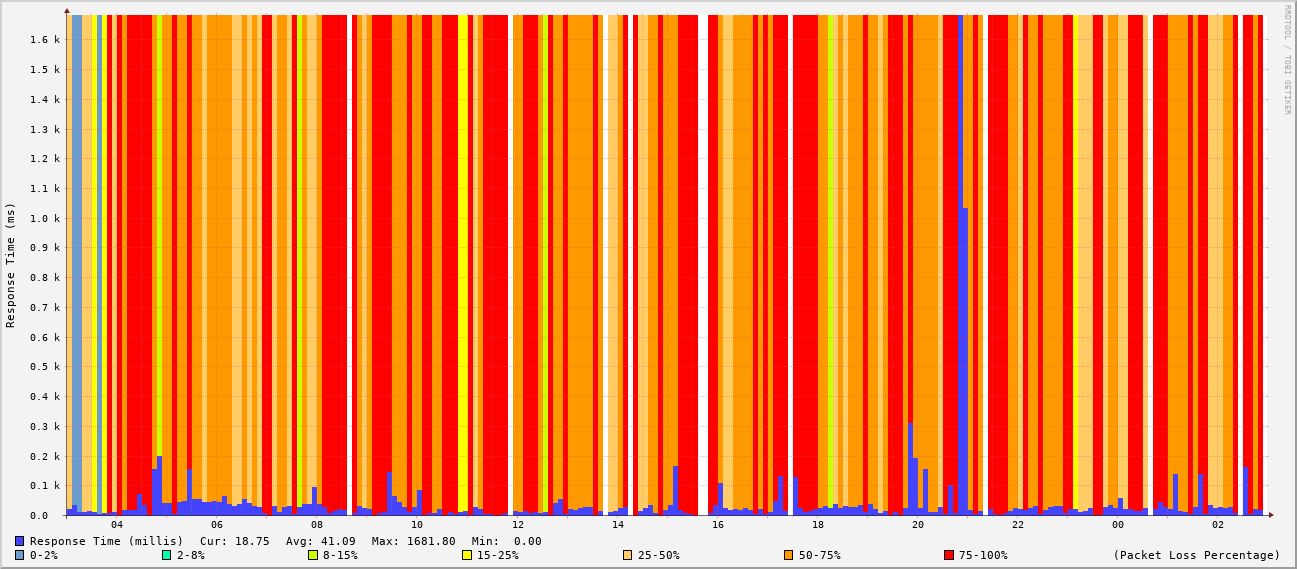 RRDTOOL / TOBI OETIKER
Response Time (ms)
1.6 k
1.5 k
1.4 k
1.3 k
1.2 k
1.1 k
1.0 k
0.9 k
0.8 k
0.7 k
0.6 k
0.5 k
0.4 k
0.3 k
0.2 k
0.1 k
0.0
04 06 08 10 12 14 16 18 20 22 00 02
Response Time (millis) Cur: 18.75 Avg: 41.09 Max: 1681.80 Min: 0.00
0-2% 2-8% 8-15% 15-25% 25-50% 50-75% 75-100% (Packet Loss Percentage)